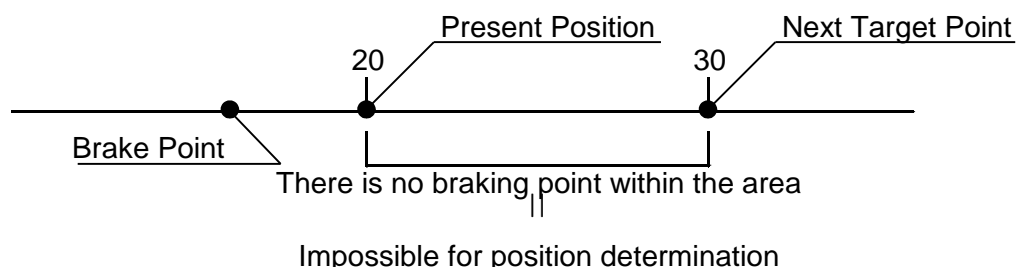 Present Position
Next Target Point
20
30
Brake Point
There is no braking point within the area
Impossible for position determination